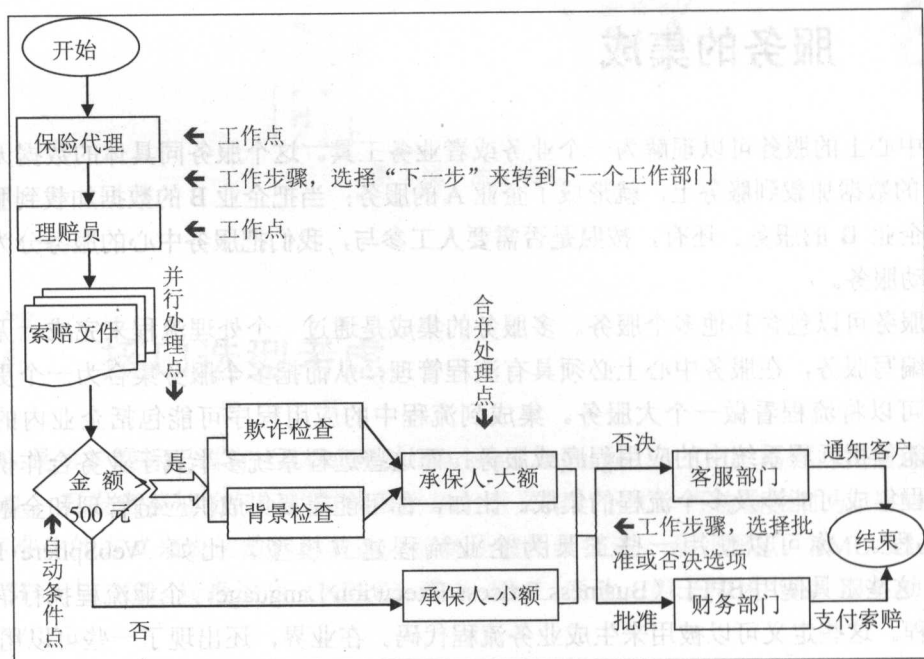 开始
保险代理
← 工作点
← 工作步骤，选择“下一步”来转到下一个工作部门
理赔员
← 工作点
索赔文件
并行处理点
合并处理点
金 额
>500 元
是
否
自动条件点
欺诈检查
背景检查
承保人-大额
承保人-小额
否决
客服部门
通知客户
←工作步骤，选择批
准或否决选项
结束
批准
财务部门
支付索赔